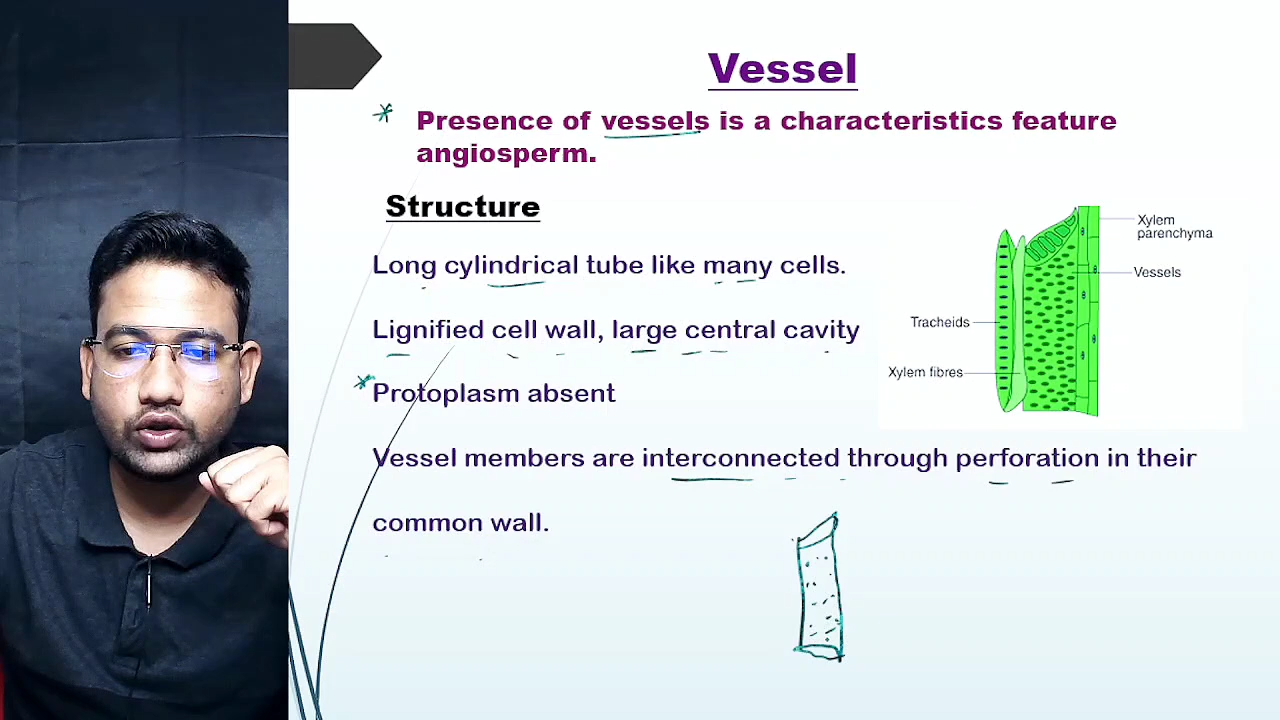 Vessel
Presence of vessels is a characteristics feature
angiosperm.
Structure
Long cylindrical tube like many cells.
Lignified cell wall, large central cavity
Protoplasm absent
Vessel members are interconnected through perforation in their
common wall.
Xylem
parenchyma
Vessels
Tracheids
Xylem fibres